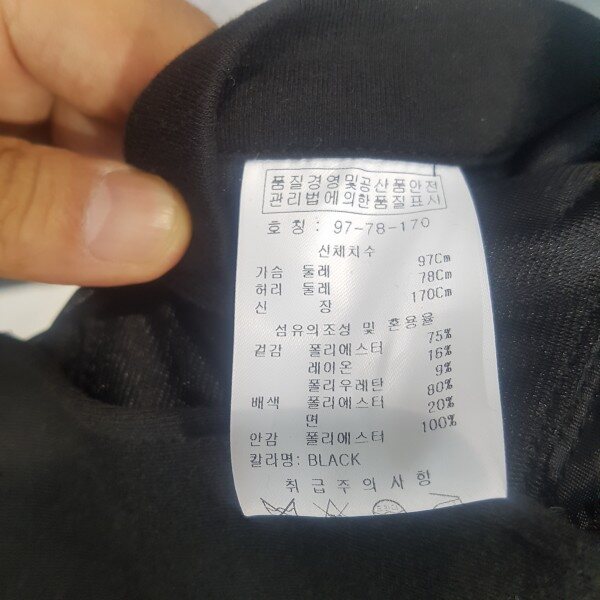 품질경영및공산품안전
관리법에의한품질표시
호칭: 97-78-170
신체치수
가슴 둘레 97Cm
허리 둘레 78Cm
신 장 170Cm
섬유의조성 및 혼용율
겉감 폴리에스터 75%
레이온 16%
폴리우레탄 9%
배색 폴리에스터 80%
면 20%
안감 폴리에스터 100%
칼라명: BLACK
취급주의사항